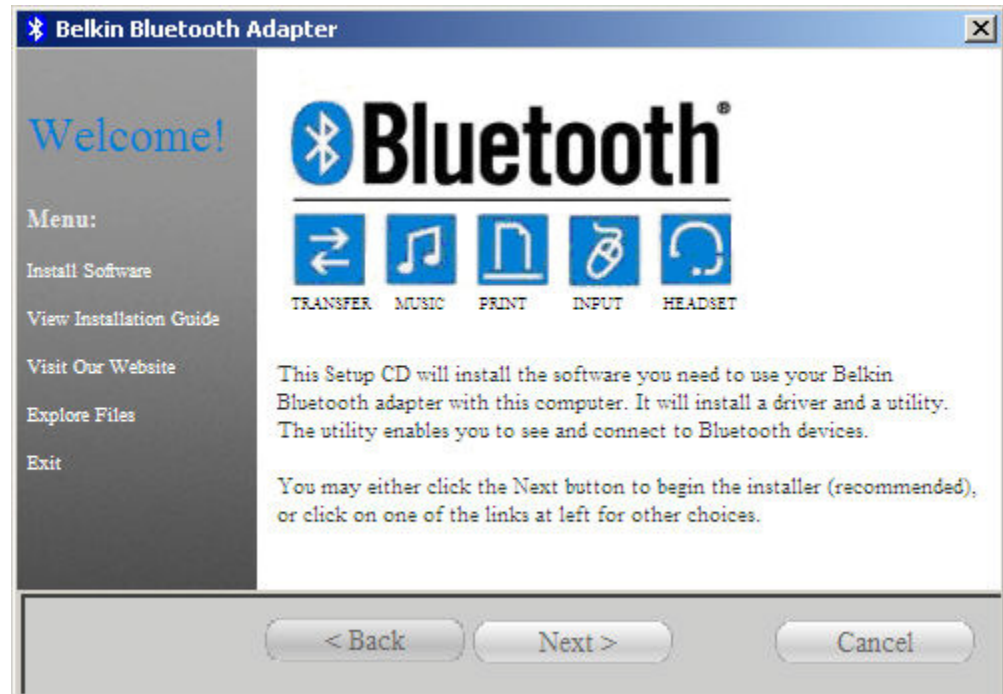 Belkin Bluetooth Adapter
Welcome!
Menu:
Install Software
View Installation Guide
Visit Our Website
Explore Files
Exit
Bluetooth®
TRANSFER MUSIC PRINT INPUT HEADSET
This Setup CD will install the software you need to use your Belkin
Bluetooth adapter with this computer. It will install a driver and a utility.
The utility enables you to see and connect to Bluetooth devices.
You may either click the Next button to begin the installer (recommended),
or click on one of the links at left for other choices.
< Back Next > Cancel